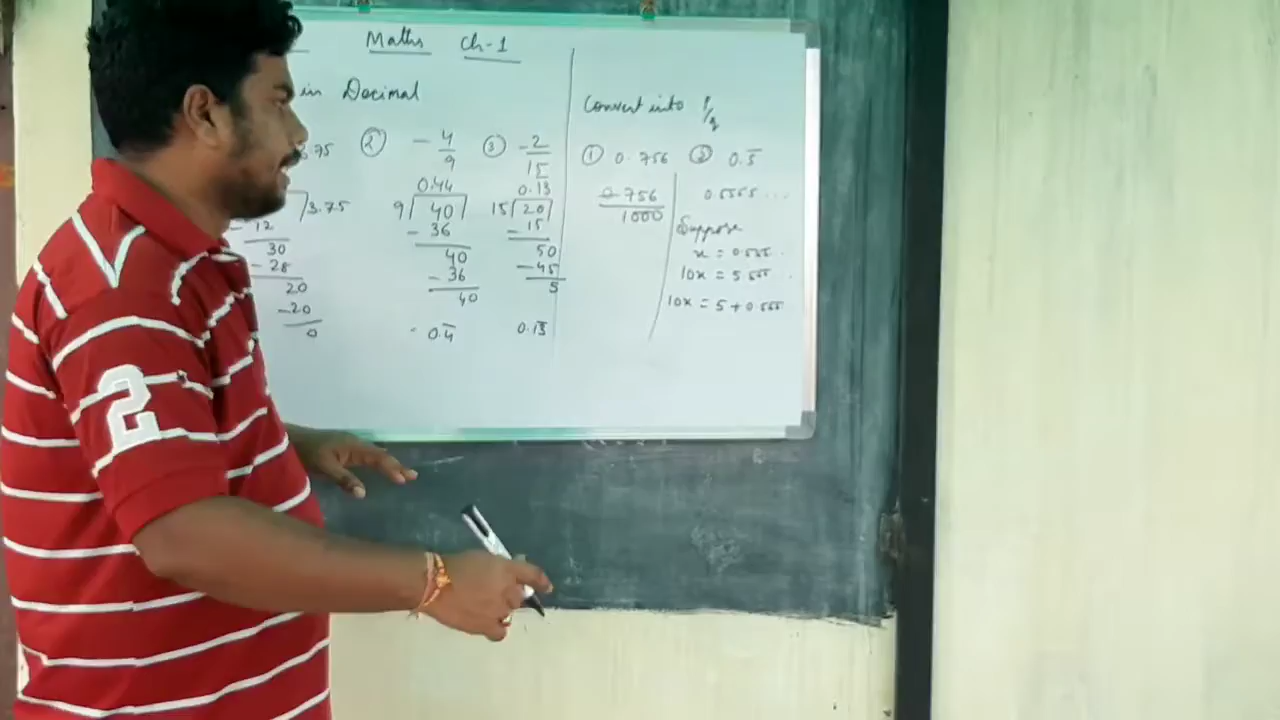 Maths Ch-1
in Decimal
.75 ② - 4/9 ③ -2/15
0.44 0.13
3.75 9 40 15 20
- 12 - 36 - 15
30 40 50
- 28 - 36 - 45
20 40 5
-20
0
0.4̅ 0.13̅
Convert into P/q
① 0.756 ② 0.5̅
0.756/1000
0.5555 ...
Suppose
x = 0.555.
10x = 5.555 .
10x = 5 + 0.555
2